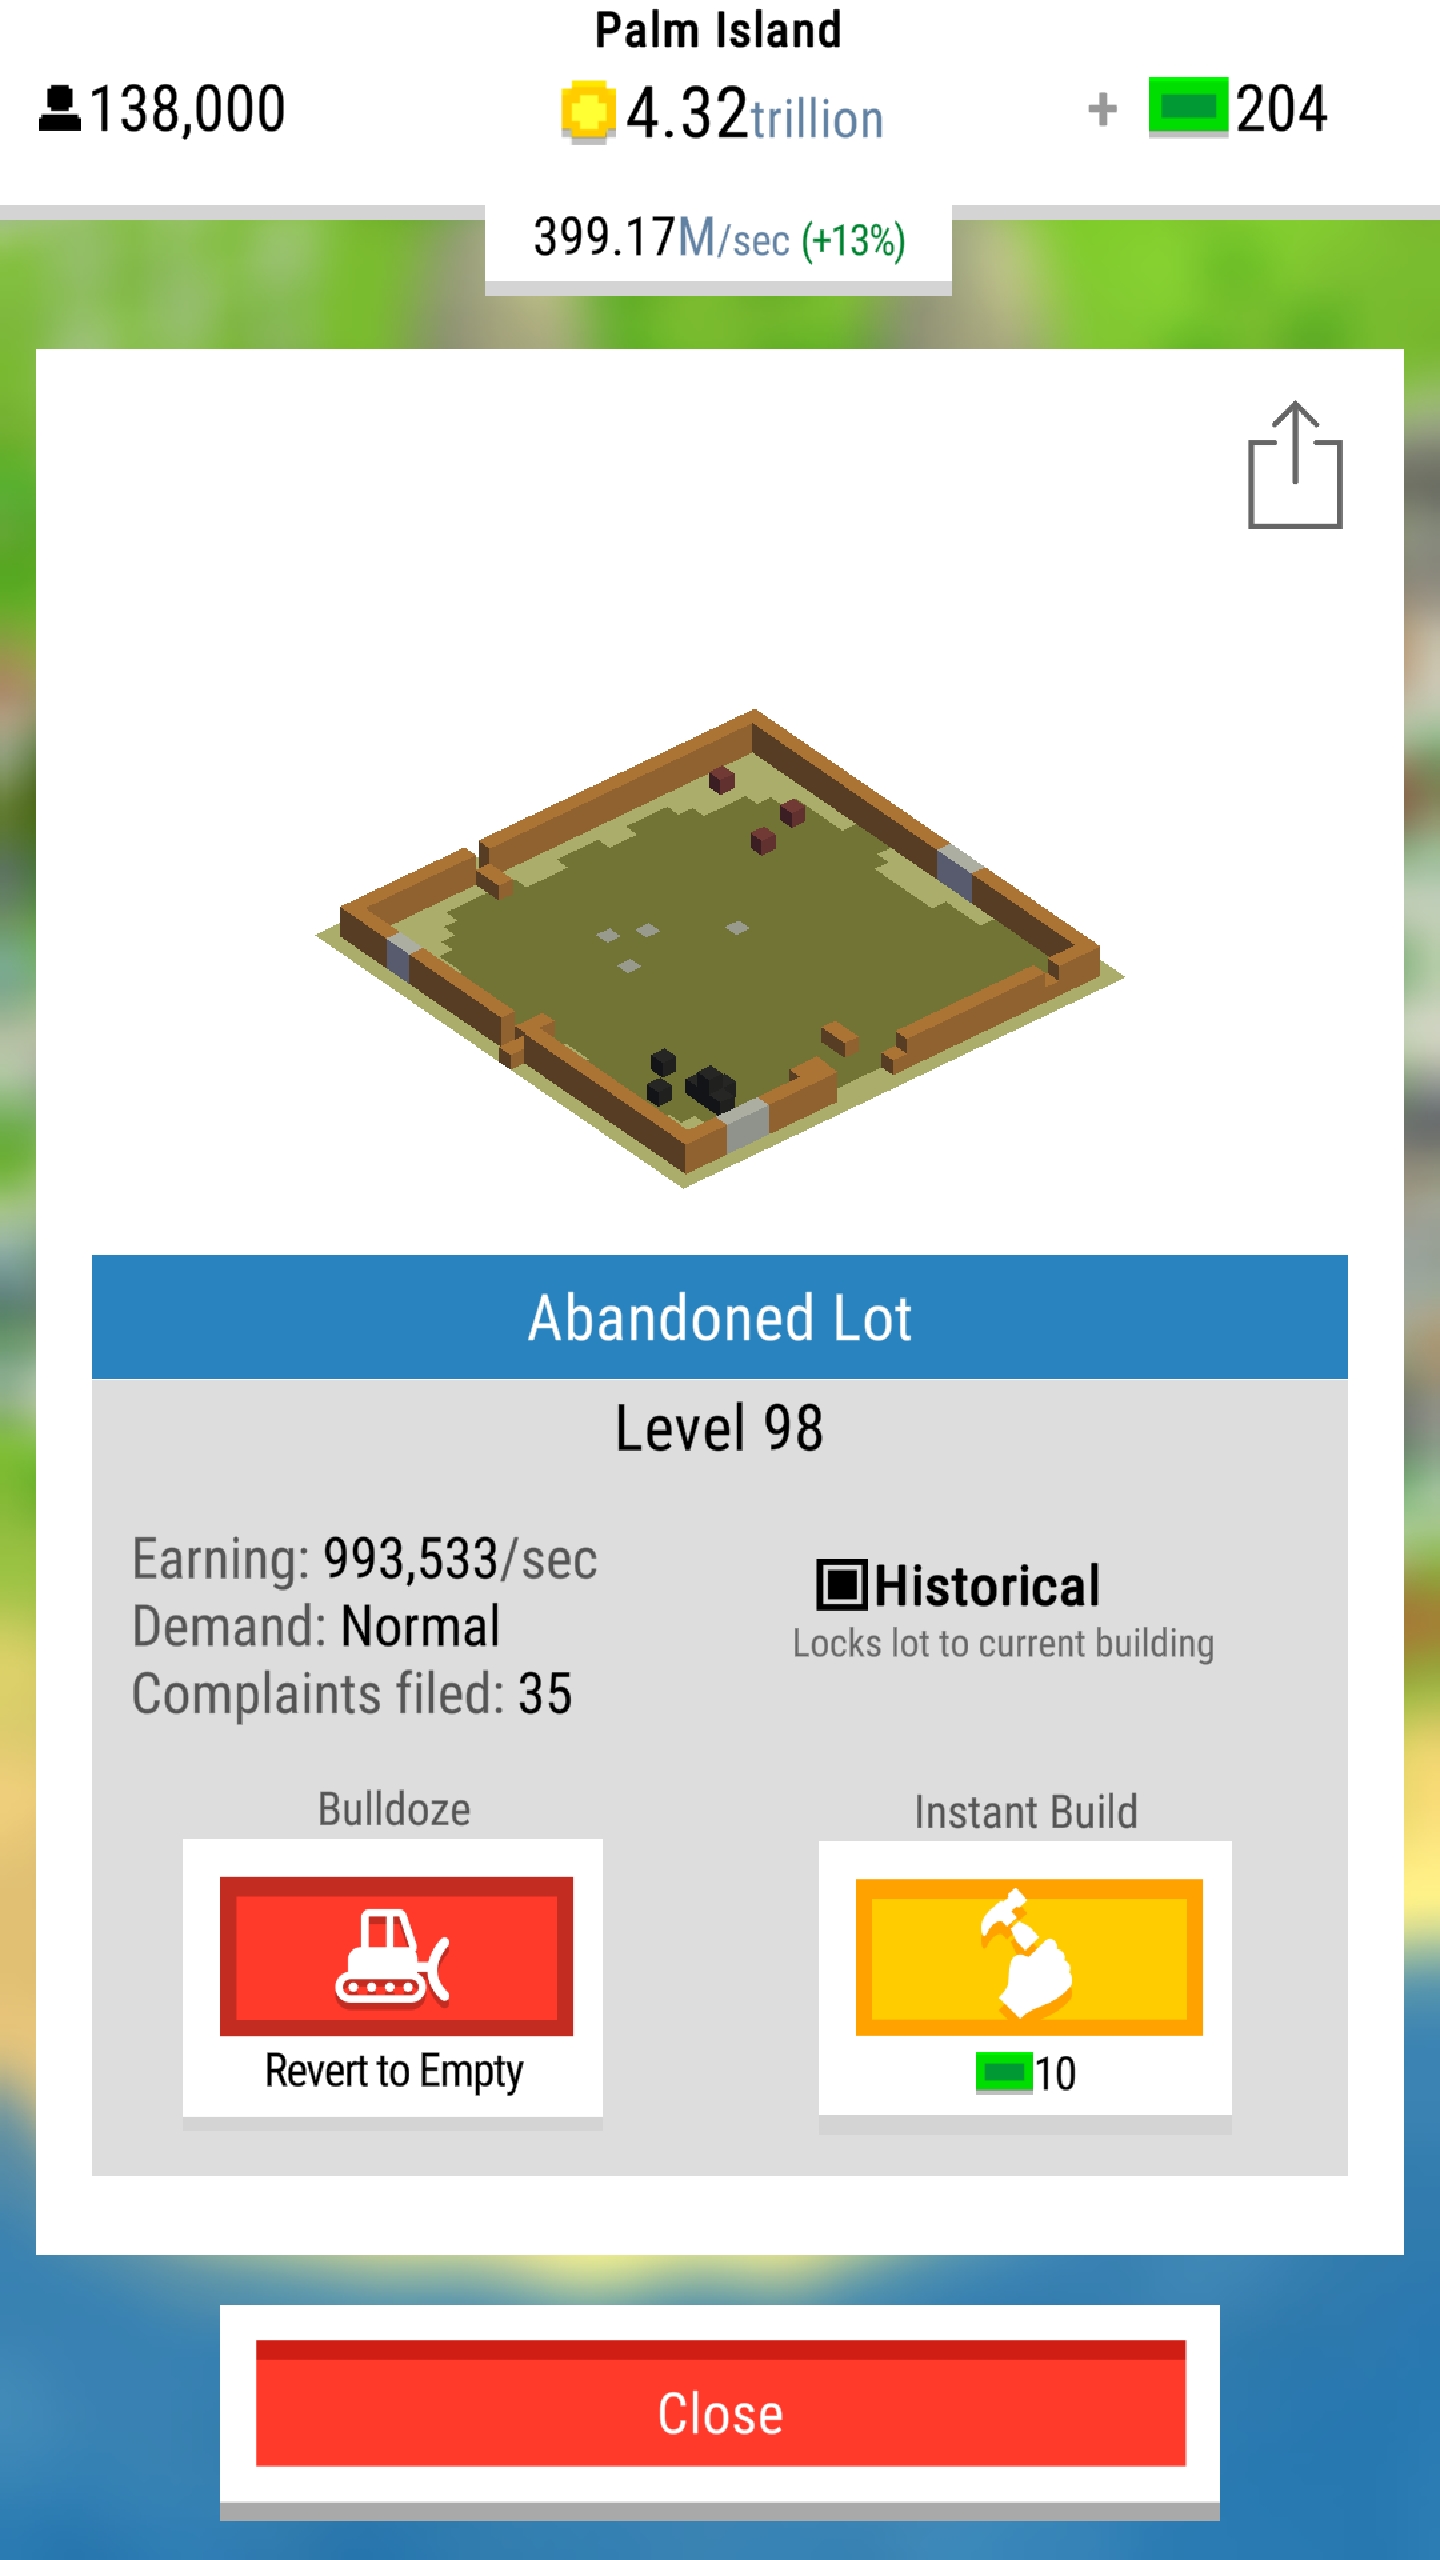 Palm Island
138,000
4.32trillion
+ 204
399.17M/sec (+13%)
Abandoned Lot
Level 98
Earning: 993,533/sec
Demand: Normal
Complaints filed: 35
Historical
Locks lot to current building
Bulldoze
Revert to Empty
Instant Build
10
Close